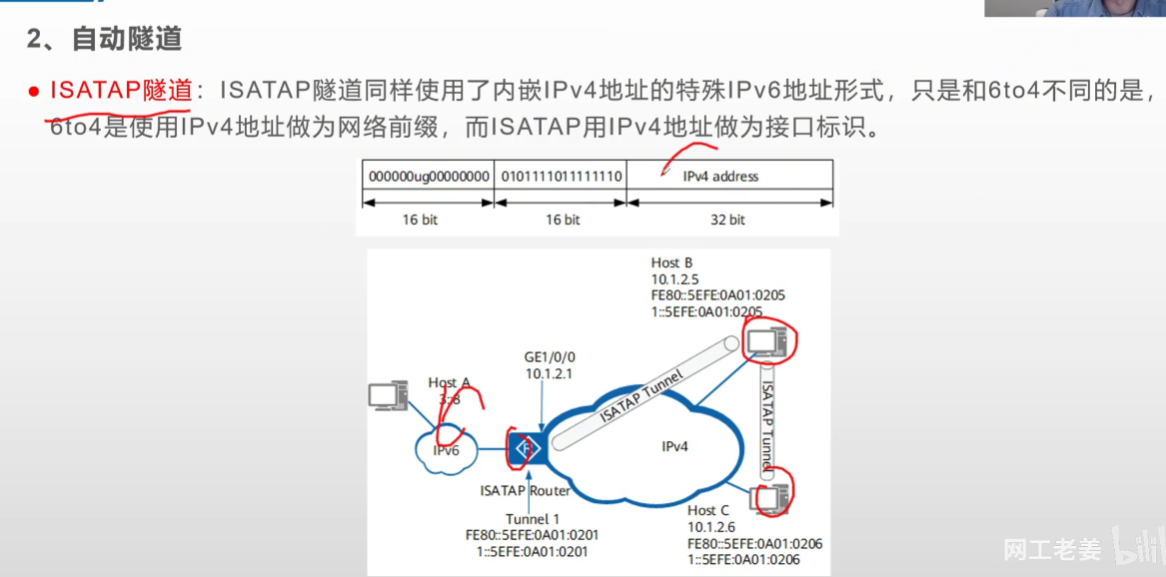 2、自动隧道
ISATAP隧道：ISATAP隧道同样使用了内嵌IPv4地址的特殊IPv6地址形式，只是和6to4不同的是，
6to4是使用IPv4地址做为网络前缀，而ISATAP用IPv4地址做为接口标识。
000000ug00000000 0101111011111110 IPv4 address
16 bit 16 bit 32 bit
Host B
10.1.2.5
FE80::5EFE:0A01:0205
1::5EFE:0A01:0205
GE1/0/0
10.1.2.1
Host A
3::8
ISATAP Tunnel
ISATAP Tunnel
IPv6
IPv4
ISATAP Router
Tunnel 1
FE80::5EFE:0A01:0201
1::5EFE:0A01:0201
Host C
10.1.2.6
FE80::5EFE:0A01:0206
1::5EFE:0A01:0206
网工老姜